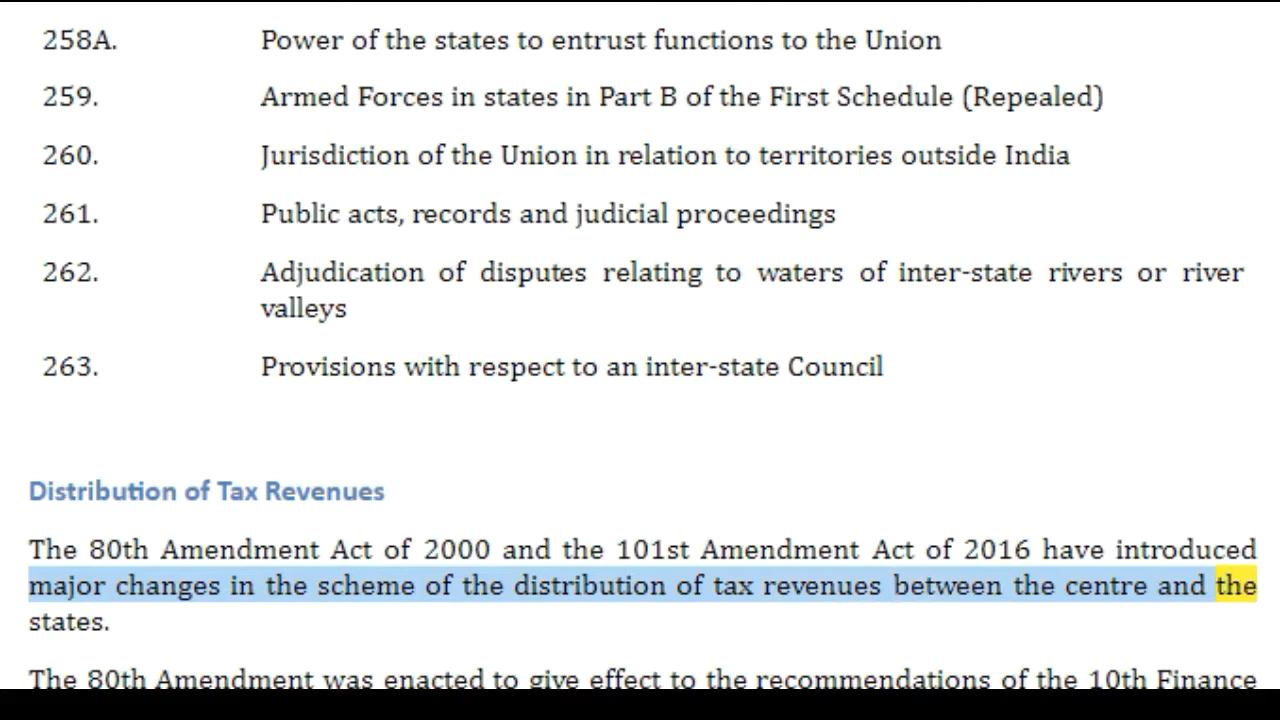 258A. Power of the states to entrust functions to the Union
259. Armed Forces in states in Part B of the First Schedule (Repealed)
260. Jurisdiction of the Union in relation to territories outside India
261. Public acts, records and judicial proceedings
262. Adjudication of disputes relating to waters of inter-state rivers or river
valleys
263. Provisions with respect to an inter-state Council
Distribution of Tax Revenues
The 80th Amendment Act of 2000 and the 101st Amendment Act of 2016 have introduced
major changes in the scheme of the distribution of tax revenues between the centre and the
states.
The 80th Amendment was enacted to give effect to the recommendations of the 10th Finance